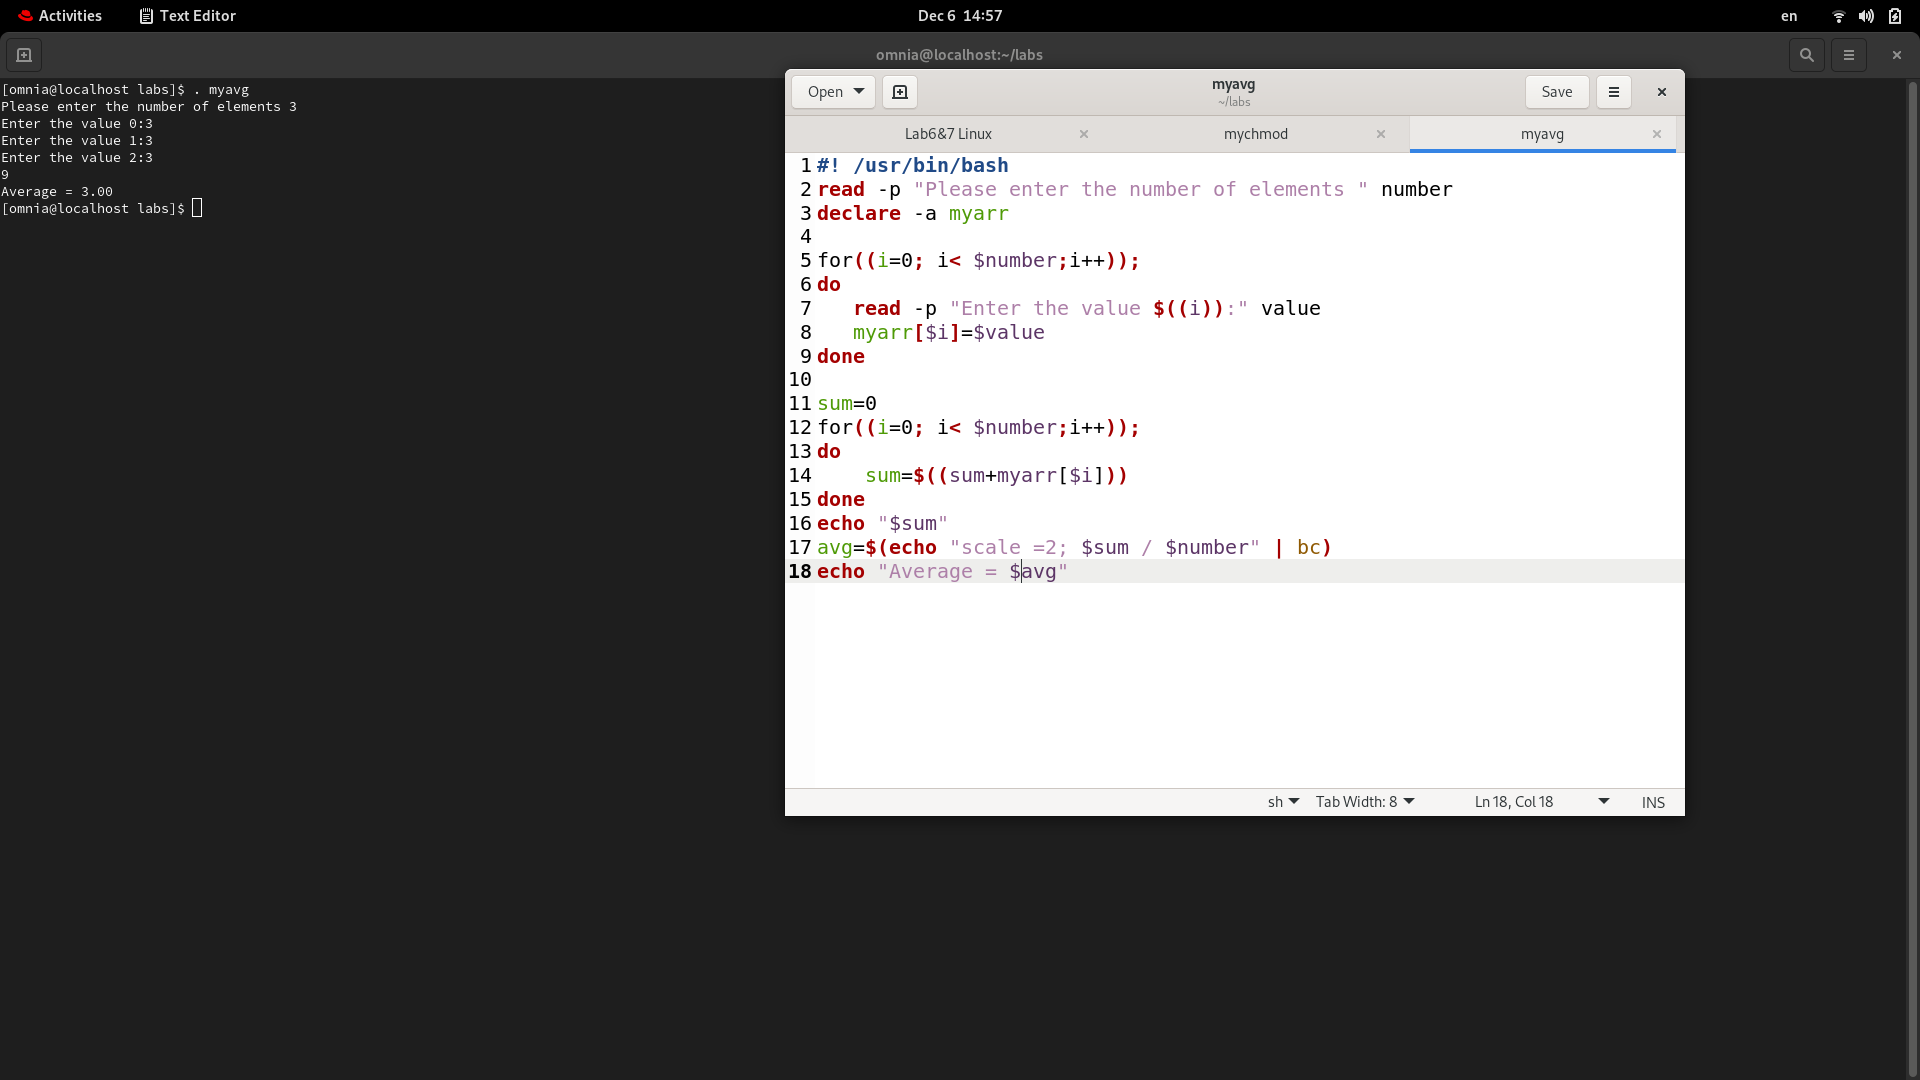 Activities Text Editor Dec 6 14:57 en
omnia@localhost:~/labs
[omnia@localhost labs]$ . myavg
Please enter the number of elements 3
Enter the value 0:3
Enter the value 1:3
Enter the value 2:3
9
Average = 3.00
[omnia@localhost labs]$
Open myavg Save
~/labs
Lab6&7 Linux mychmod myavg
1 #! /usr/bin/bash
2 read -p "Please enter the number of elements " number
3 declare -a myarr
4
5 for((i=0; i< $number;i++));
6 do
7    read -p "Enter the value $((i)):" value
8    myarr[$i]=$value
9 done
10
11 sum=0
12 for((i=0; i< $number;i++));
13 do
14     sum=$((sum+myarr[$i]))
15 done
16 echo "$sum"
17 avg=$(echo "scale =2; $sum / $number" | bc)
18 echo "Average = $avg"
sh Tab Width: 8 Ln 18, Col 18 INS